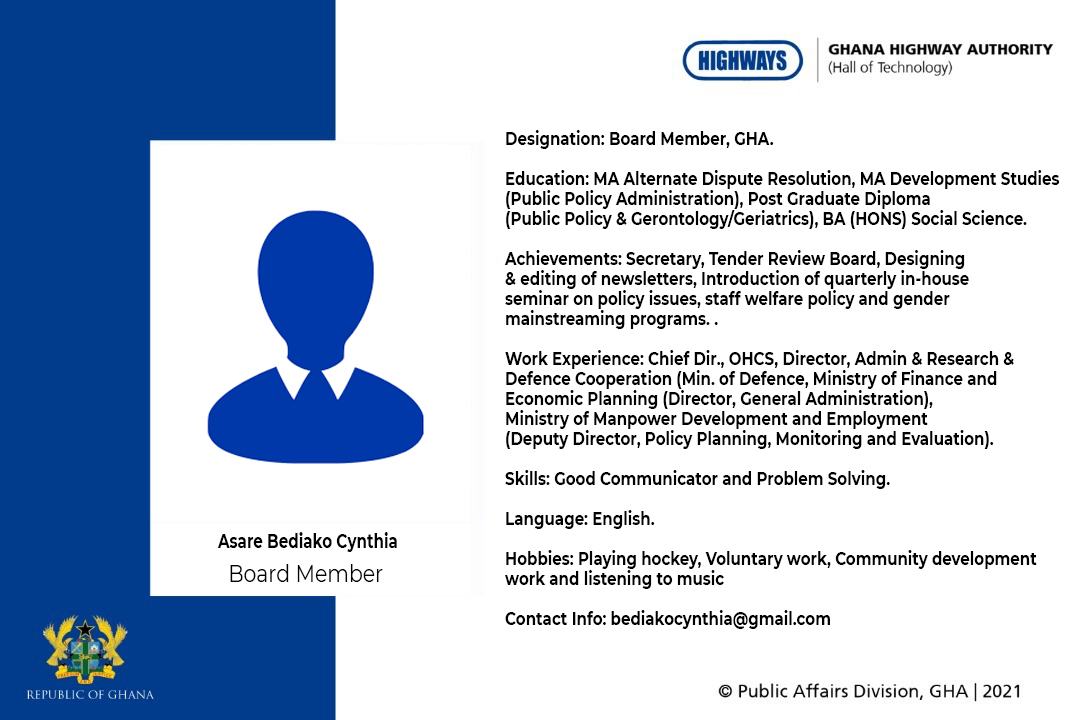 HIGHWAYS
GHANA HIGHWAY AUTHORITY
(Hall of Technology)
Designation: Board Member, GHA.
Education: MA Alternate Dispute Resolution, MA Development Studies
(Public Policy Administration), Post Graduate Diploma
(Public Policy & Gerontology/Geriatrics), BA (HONS) Social Science.
Achievements: Secretary, Tender Review Board, Designing
& editing of newsletters, Introduction of quarterly in-house
seminar on policy issues, staff welfare policy and gender
mainstreaming programs. .
Work Experience: Chief Dir., OHCS, Director, Admin & Research &
Defence Cooperation (Min. of Defence, Ministry of Finance and
Economic Planning (Director, General Administration),
Ministry of Manpower Development and Employment
(Deputy Director, Policy Planning, Monitoring and Evaluation).
Skills: Good Communicator and Problem Solving.
Language: English.
Hobbies: Playing hockey, Voluntary work, Community development
work and listening to music
Contact Info: bediakocynthia@gmail.com
Asare Bediako Cynthia
Board Member
REPUBLIC OF GHANA
© Public Affairs Division, GHA | 2021